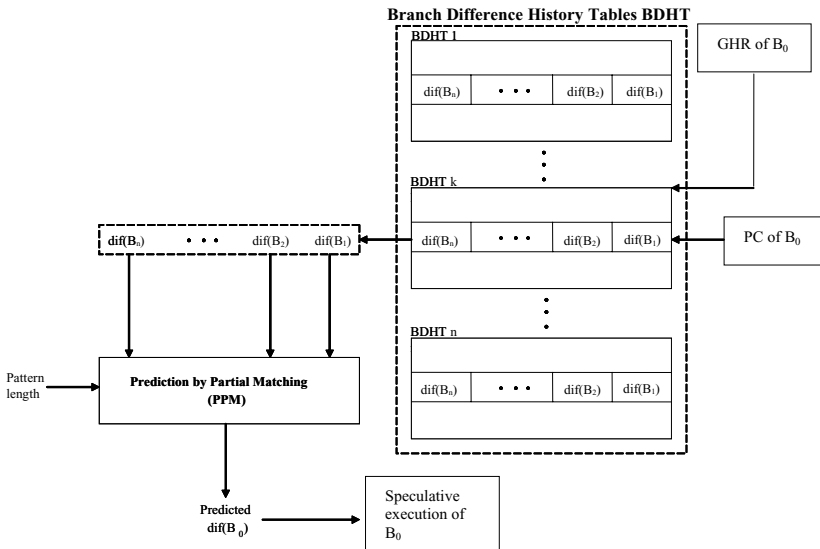 Branch Difference History Tables BDHT
BDHT 1
GHR of B0
dif(Bn) • • • dif(B2) dif(B1)
BDHT k
dif(Bn) • • • dif(B2) dif(B1)
dif(Bn) • • • dif(B2) dif(B1)
PC of B0
BDHT n
Prediction by Partial Matching
(PPM)
Pattern
length
dif(Bn) • • • dif(B2) dif(B1)
Predicted
dif(B0)
Speculative
execution of
B0